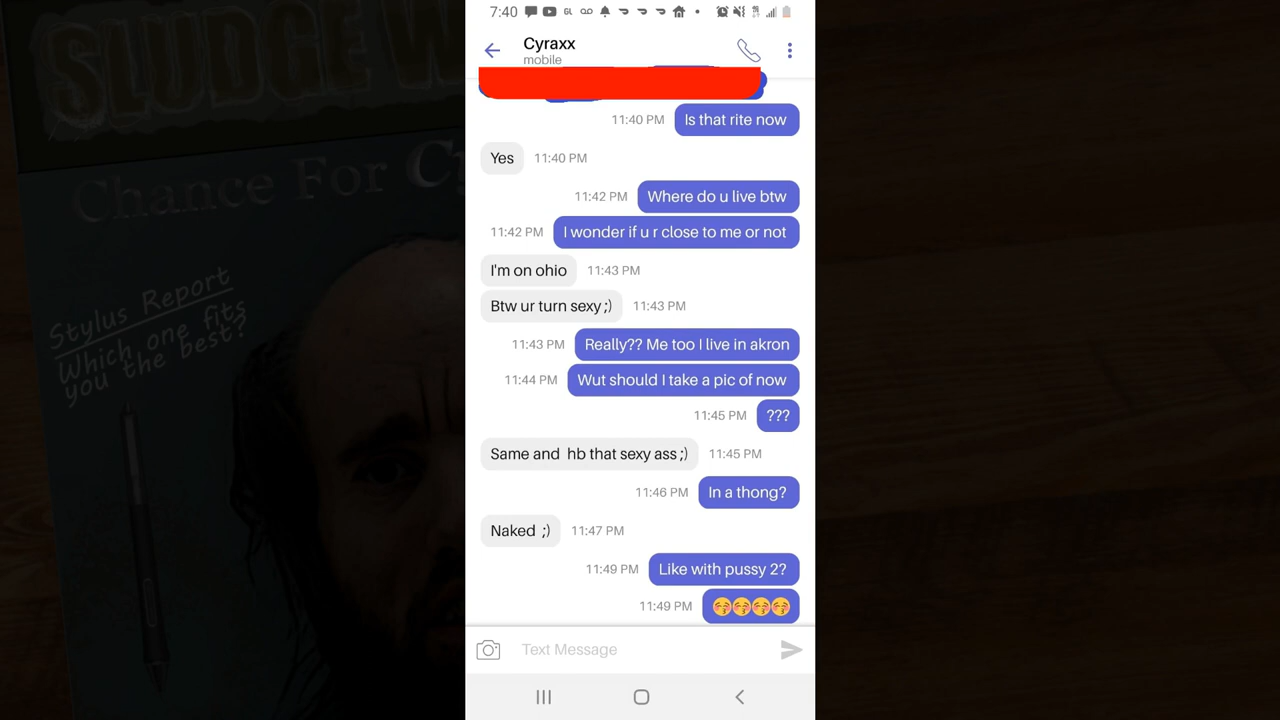 SLUDGE W
Chance For Cy
Stylus Report
Which one fits
you the best?
7:40
Cyraxx
mobile
11:40 PM Is that rite now
Yes 11:40 PM
11:42 PM Where do u live btw
11:42 PM I wonder if u r close to me or not
I'm on ohio 11:43 PM
Btw ur turn sexy ;) 11:43 PM
11:43 PM Really?? Me too I live in akron
11:44 PM Wut should I take a pic of now
11:45 PM ???
Same and hb that sexy ass ;) 11:45 PM
11:46 PM In a thong?
Naked ;) 11:47 PM
11:49 PM Like with pussy 2?
11:49 PM 😚😚😚😚
Text Message